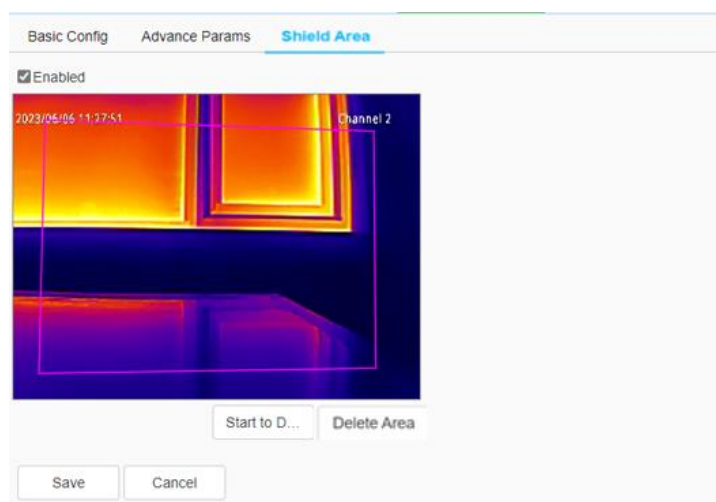 Basic Config Advance Params Shield Area
Enabled
2023/06/06 11:27:51 Channel 2
Start to D... Delete Area
Save Cancel